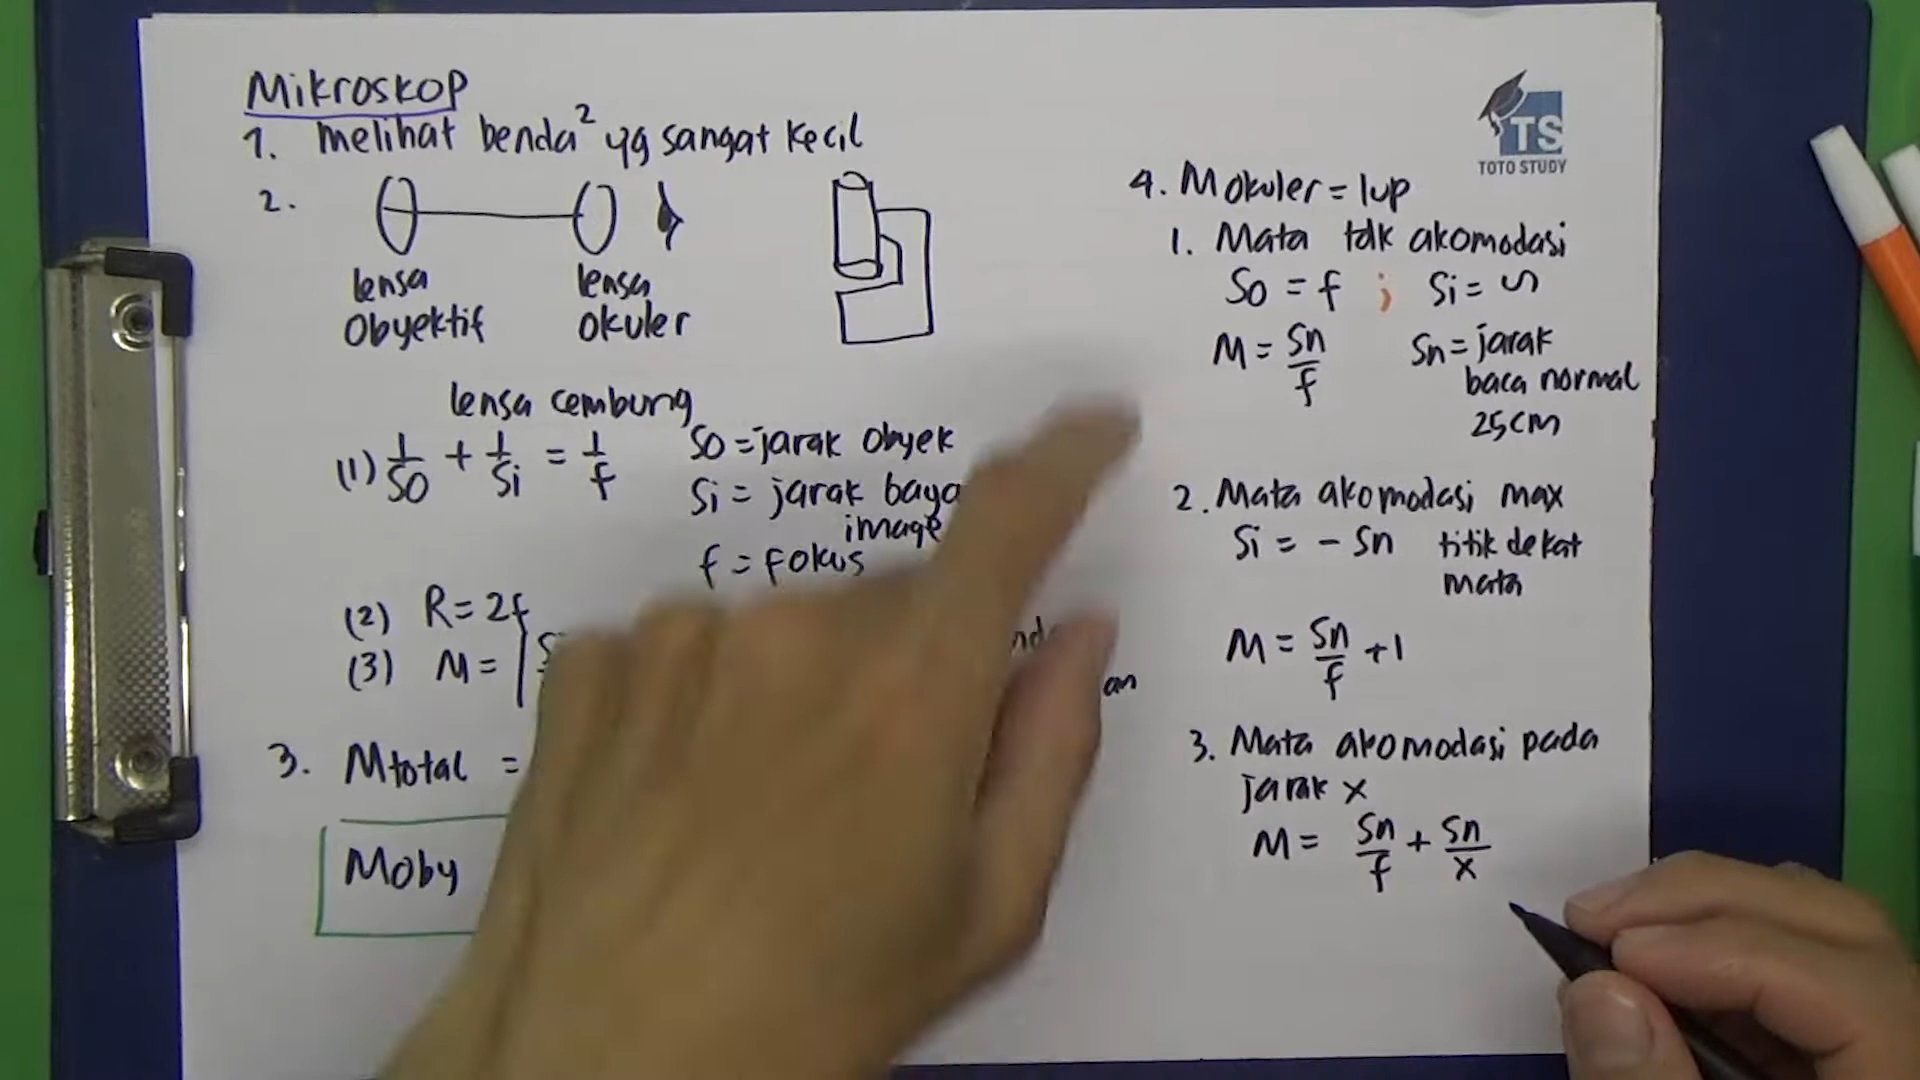 Mikroskop
1. melihat benda² yg sangat kecil
2.
lensa
obyektif
lensa
okuler
lensa cembung
(1) 1/So + 1/Si = 1/f
So = jarak obyek
Si = jarak baya
image
f = fokus
(2) R = 2f
(3) M =
3. Mtotal =
Moby
TS
TOTO STUDY
4. Mokuler = lup
1. Mata tdk akomodasi
So = f ; Si = ∽
M = Sn/f
Sn = jarak
baca normal
25 cm
2. Mata akomodasi max
Si = - Sn
titik dekat
mata
M = Sn/f + 1
3. Mata akomodasi pada
jarak x
M = Sn/f + Sn/x